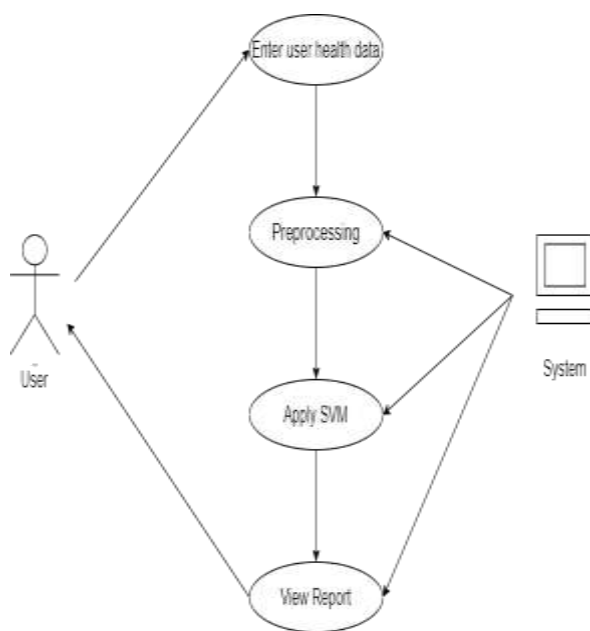 Enter user health data
Preprocessing
User
System
Apply SVM
View Report